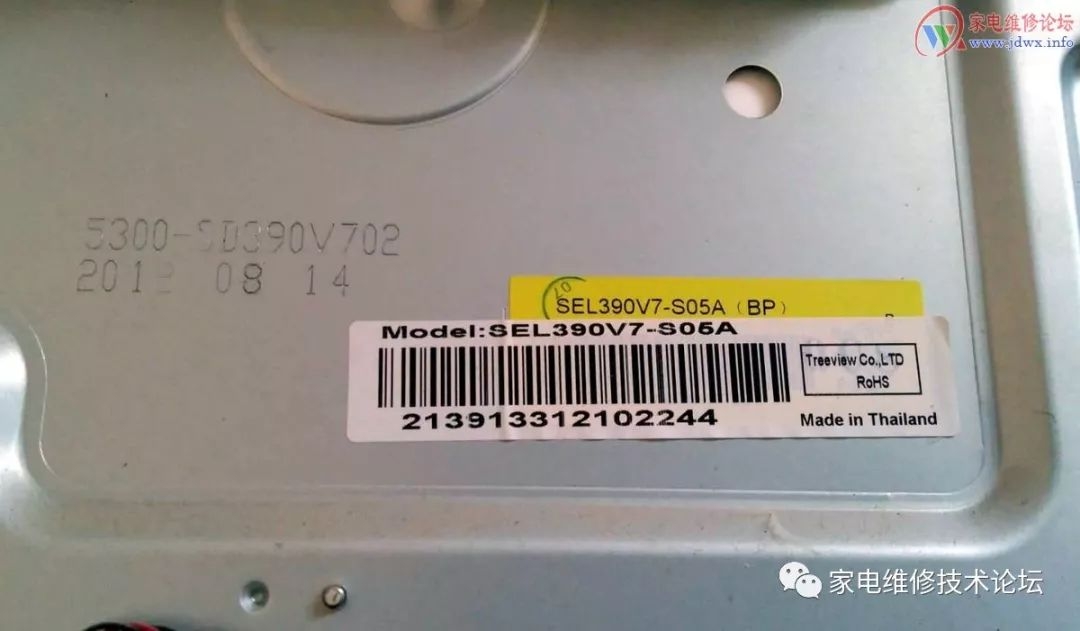 家电维修论坛
www.jdwx.info
5300-SD390V702
08 14
SEL390V7-S05A（BP）
Model:SEL390V7-S05A
Treeview Co.,LTD
RoHS
213913312102244
Made in Thailand
家电维修技术论坛